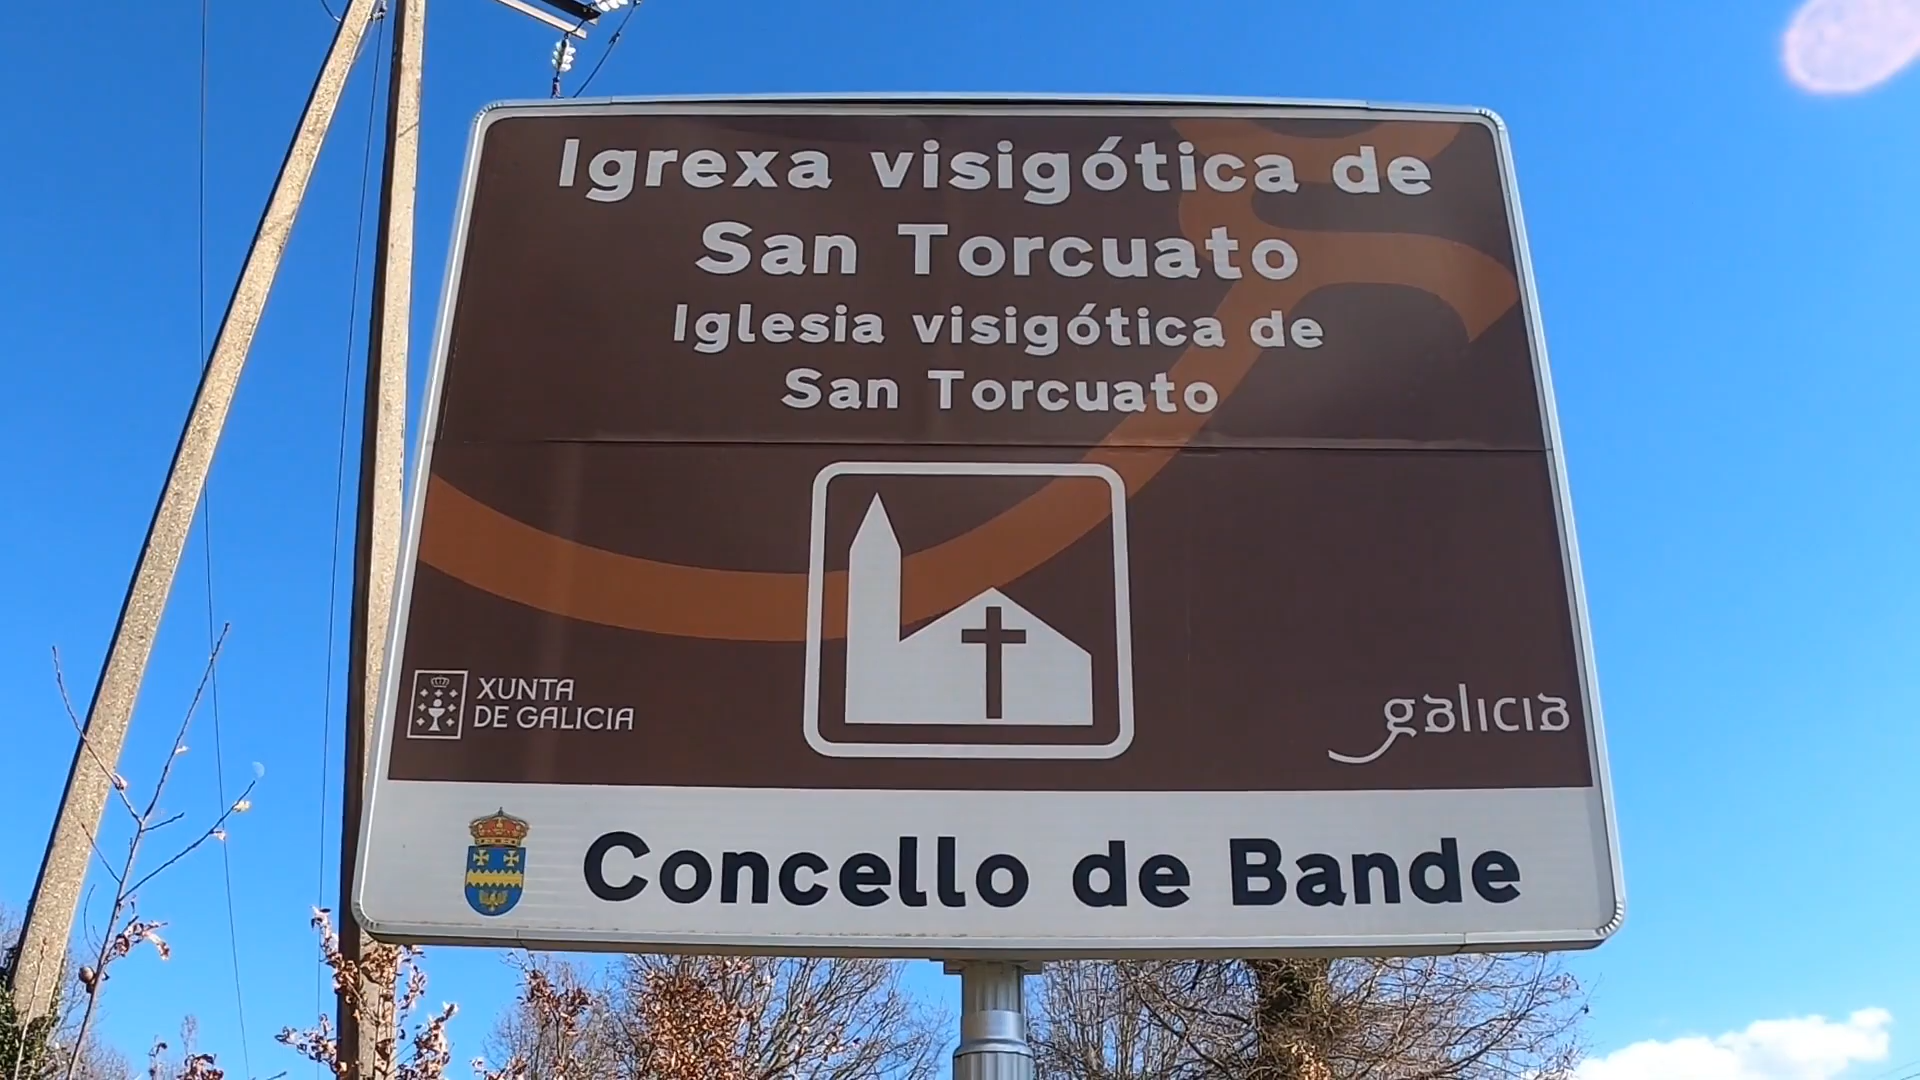 Igrexa visigótica de
San Torcuato
Iglesia visigótica de
San Torcuato
XUNTA
DE GALICIA
galicia
Concello de Bande